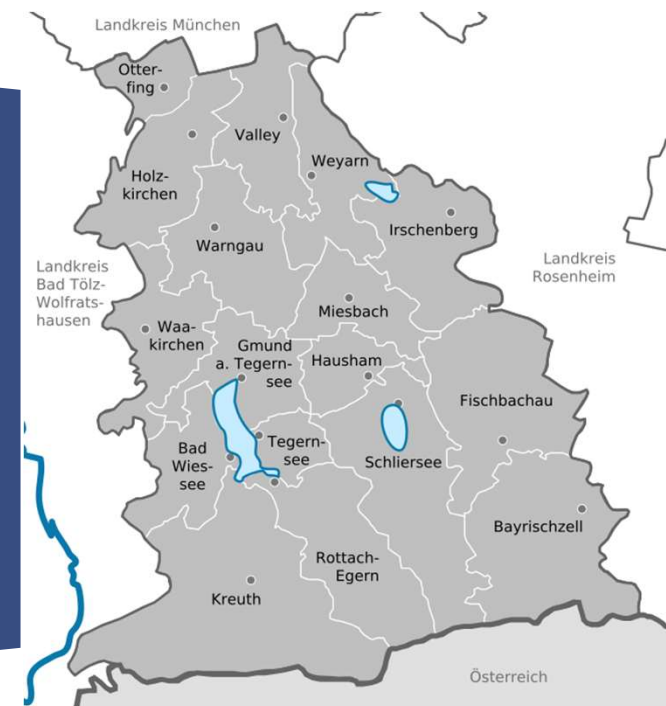 Landkreis München
Otter-
fing
Valley
Weyarn
Holz-
kirchen
Irschenberg
Warngau
Landkreis
Rosenheim
Landkreis
Bad Tölz-
Wolfrats-
hausen
Miesbach
Waa-
kirchen
Gmund
a. Tegern-
see
Hausham
Fischbachau
Tegern-
see
Bad
Wies-
see
Schliersee
Bayrischzell
Rottach-
Egern
Kreuth
Österreich